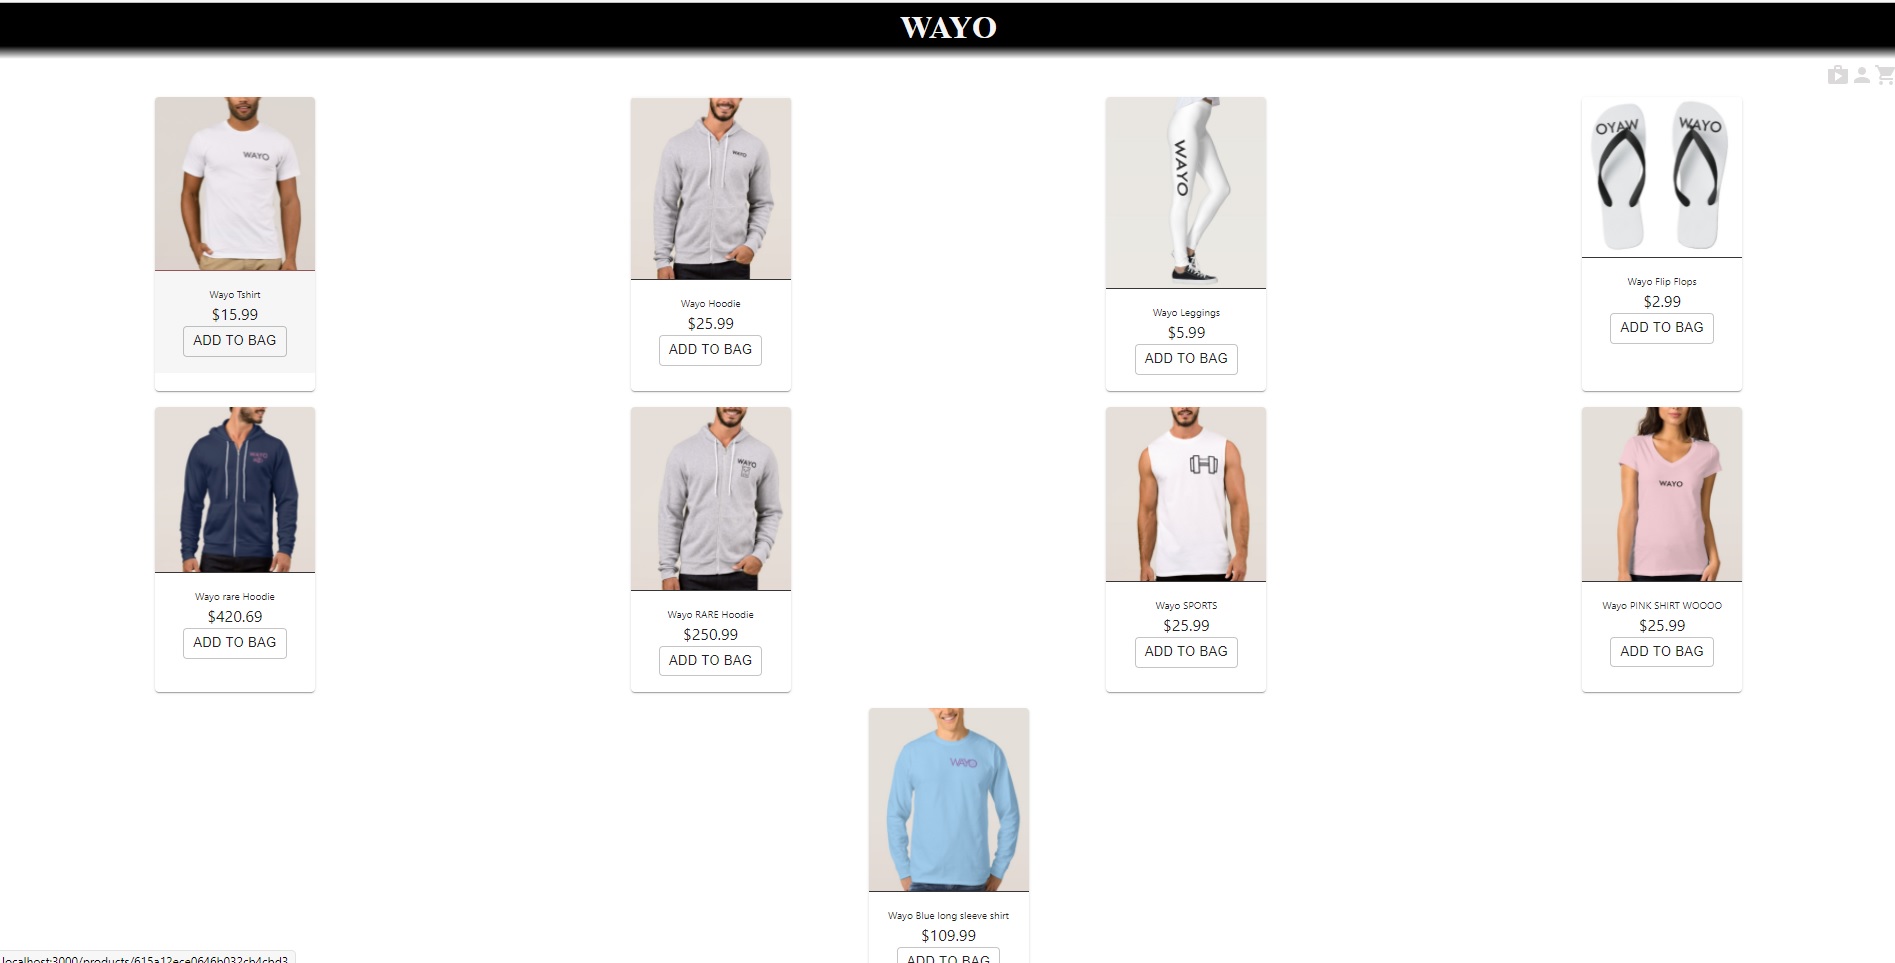 WAYO
WAYO
WAYO
WAYO
WAYO
WAYO
Wayo Tshirt
$15.99
ADD TO BAG
Wayo Hoodie
$25.99
ADD TO BAG
Wayo Leggings
$5.99
ADD TO BAG
Wayo Flip Flops
$2.99
ADD TO BAG
WAYO
WAYO
WAYO
Wayo rare Hoodie
$420.69
ADD TO BAG
Wayo RARE Hoodie
$250.99
ADD TO BAG
Wayo SPORTS
$25.99
ADD TO BAG
Wayo PINK SHIRT WOOOO
$25.99
ADD TO BAG
WAYO
Wayo Blue long sleeve shirt
$109.99
ADD TO BAG
localhost:3000/products/615a12ece0646b032cb4cbd3